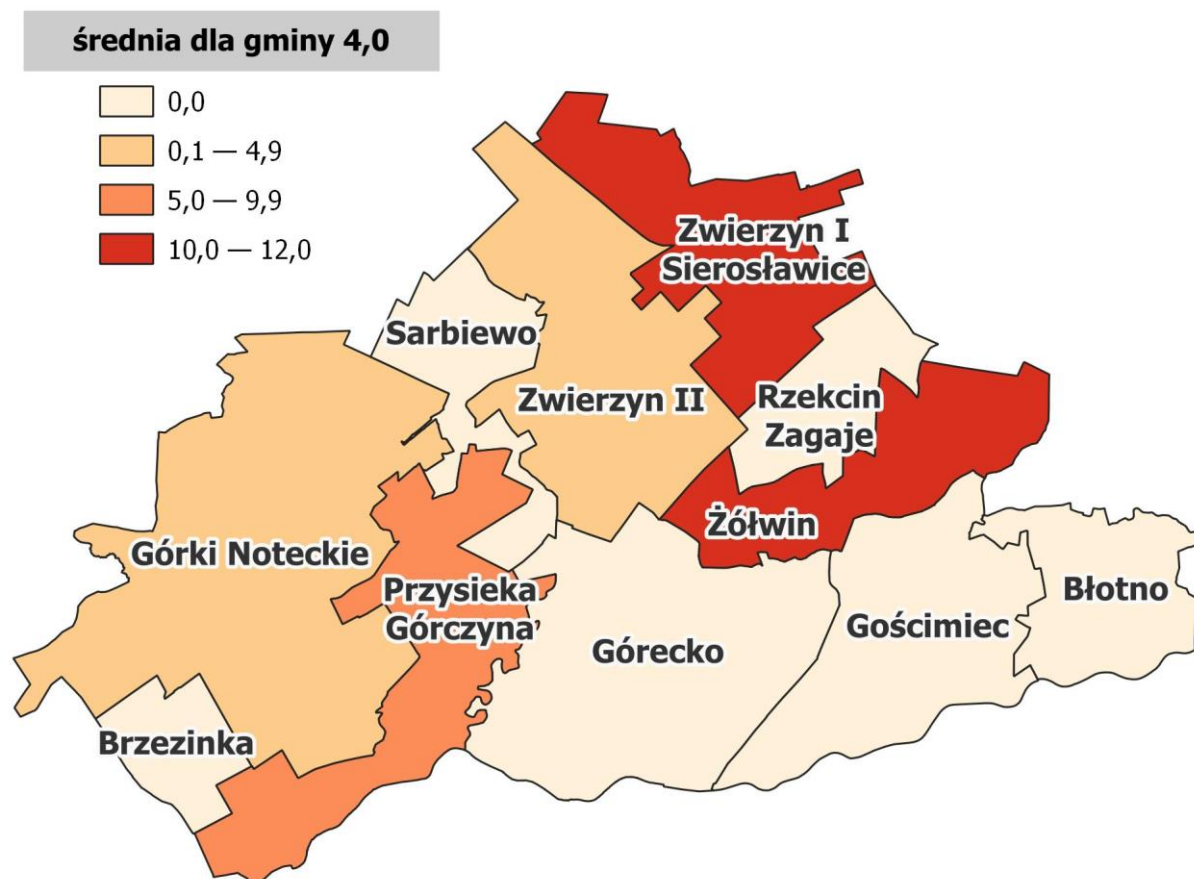 średnia dla gminy 4,0
0,0
0,1 — 4,9
5,0 — 9,9
10,0 — 12,0
Zwierzyn I
Sierosławice
Sarbiewo
Zwierzyn II
Rzekcin
Zagaje
Żółwin
Górki Noteckie
Przysieka
Górczyna
Górecko
Gościmiec
Błotno
Brzezinka